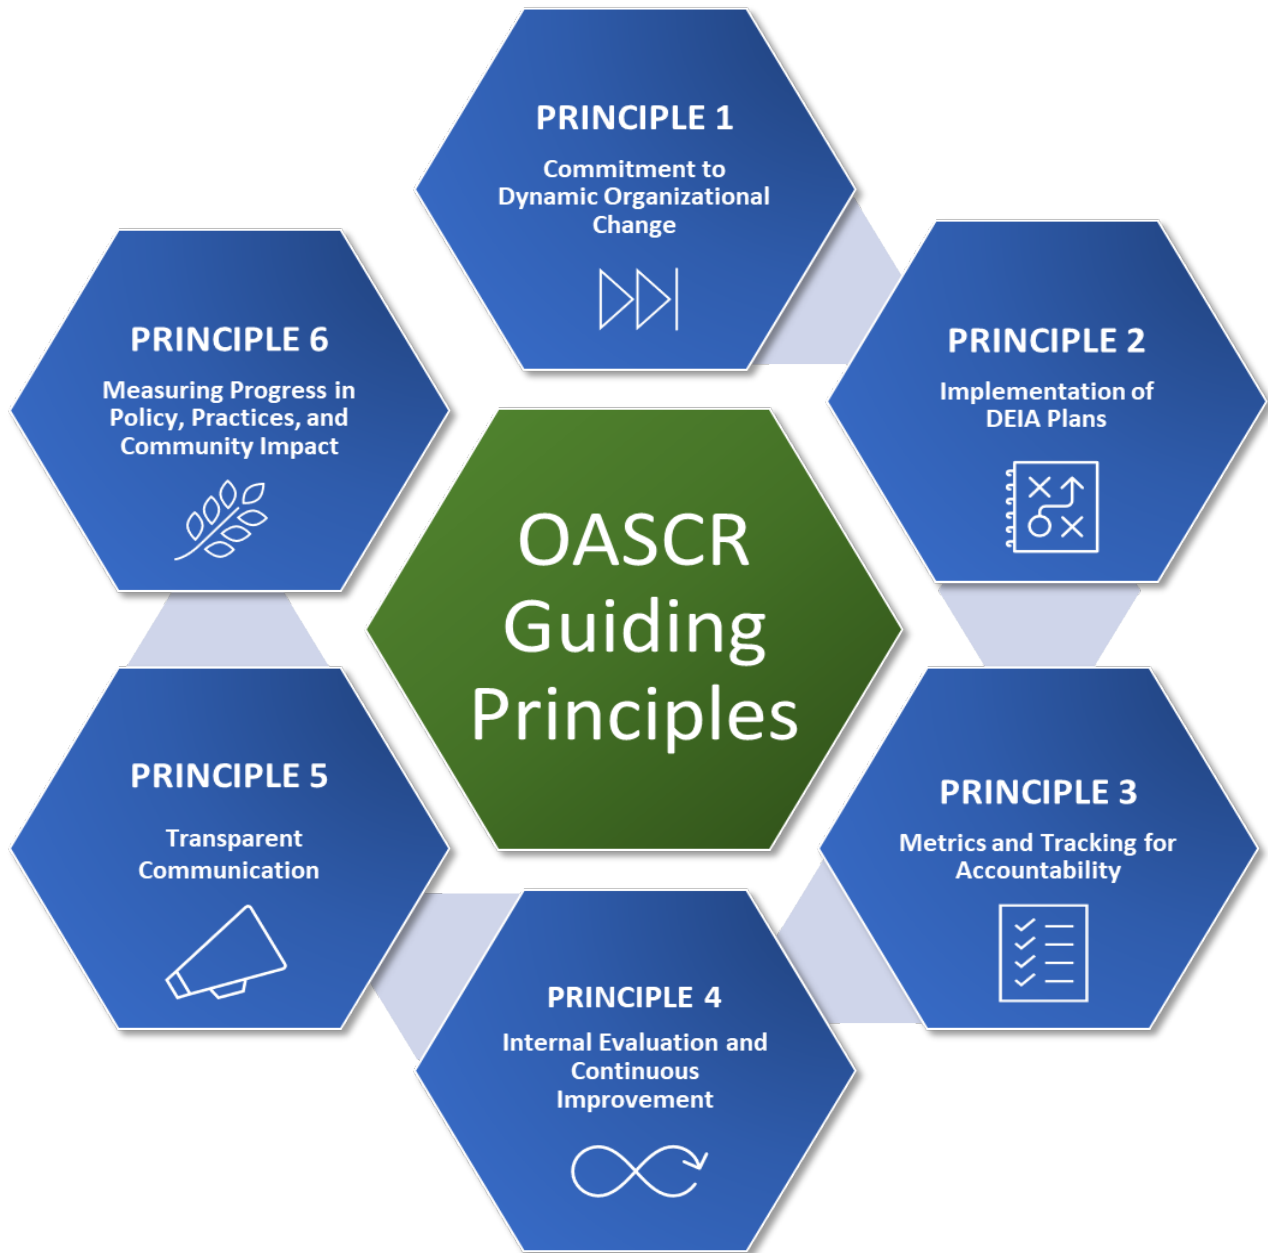 PRINCIPLE 1
Commitment to
Dynamic Organizational
Change
PRINCIPLE 2
Implementation of
DEIA Plans
PRINCIPLE 3
Metrics and Tracking for
Accountability
PRINCIPLE 4
Internal Evaluation and
Continuous
Improvement
PRINCIPLE 5
Transparent
Communication
PRINCIPLE 6
Measuring Progress in
Policy, Practices, and
Community Impact
OASCR
Guiding
Principles